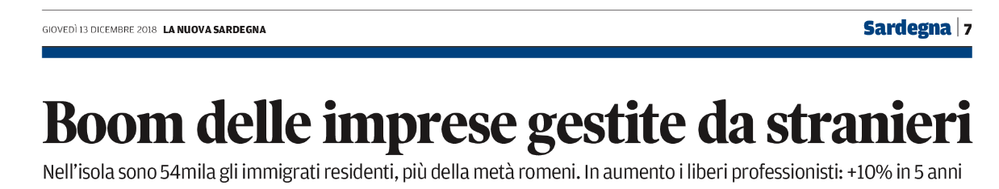 GIOVEDÌ 13 DICEMBRE 2018 LA NUOVA SARDEGNA Sardegna | 7
Boom delle imprese gestite da stranieri
Nell'isola sono 54mila gli immigrati residenti, più della metà romeni. In aumento i liberi professionisti: +10% in 5 anni